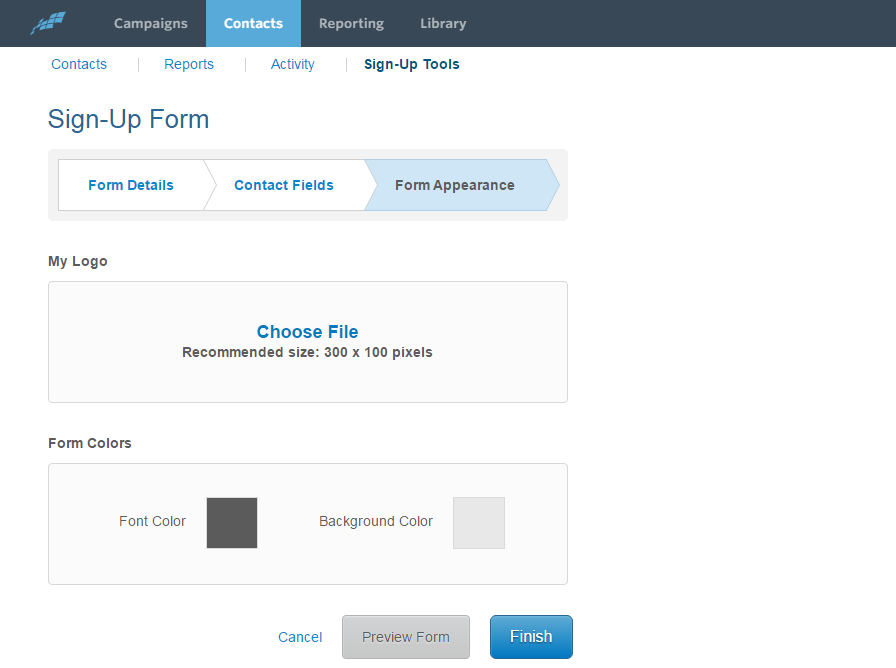 Campaigns Contacts Reporting Library
Contacts Reports Activity Sign-Up Tools
Sign-Up Form
Form Details Contact Fields Form Appearance
My Logo
Choose File
Recommended size: 300 x 100 pixels
Form Colors
Font Color Background Color
Cancel Preview Form Finish